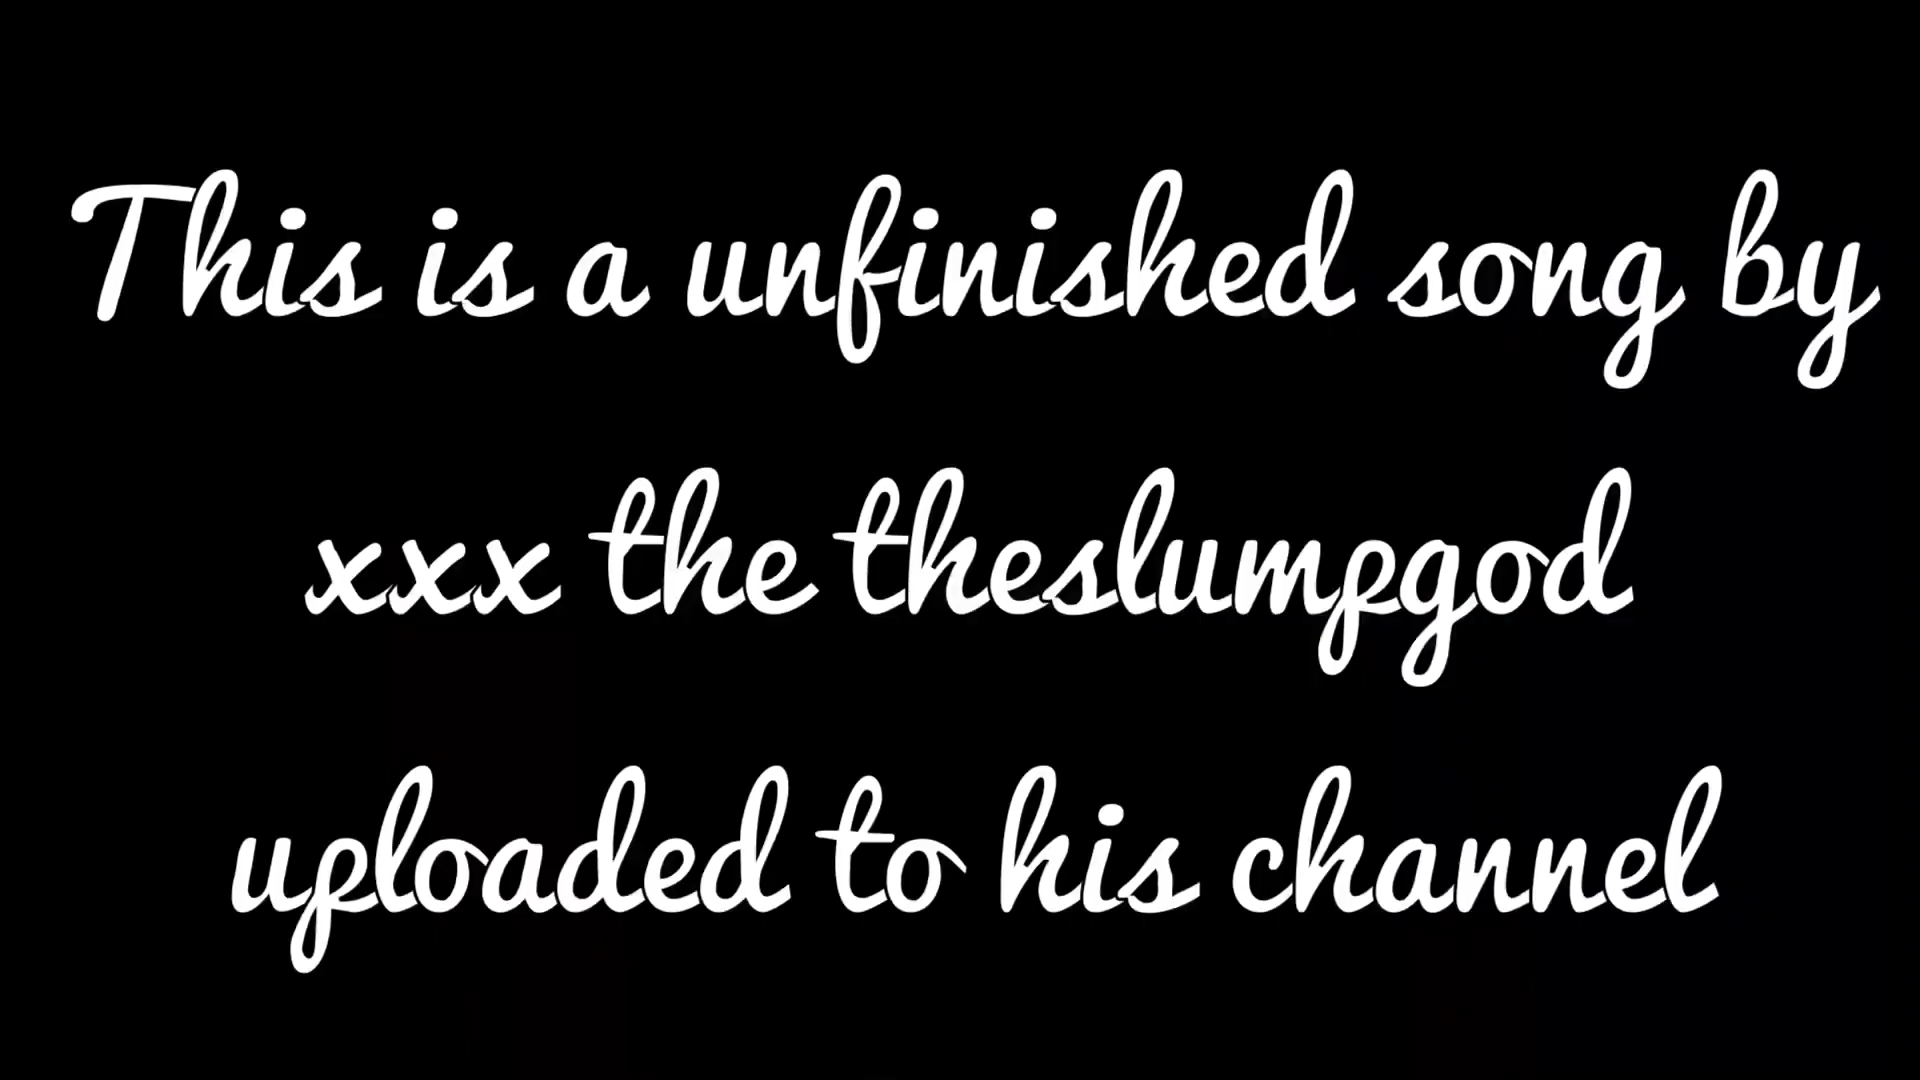 This is a unfinished song by
xxx the theslumpgod
uploaded to his channel